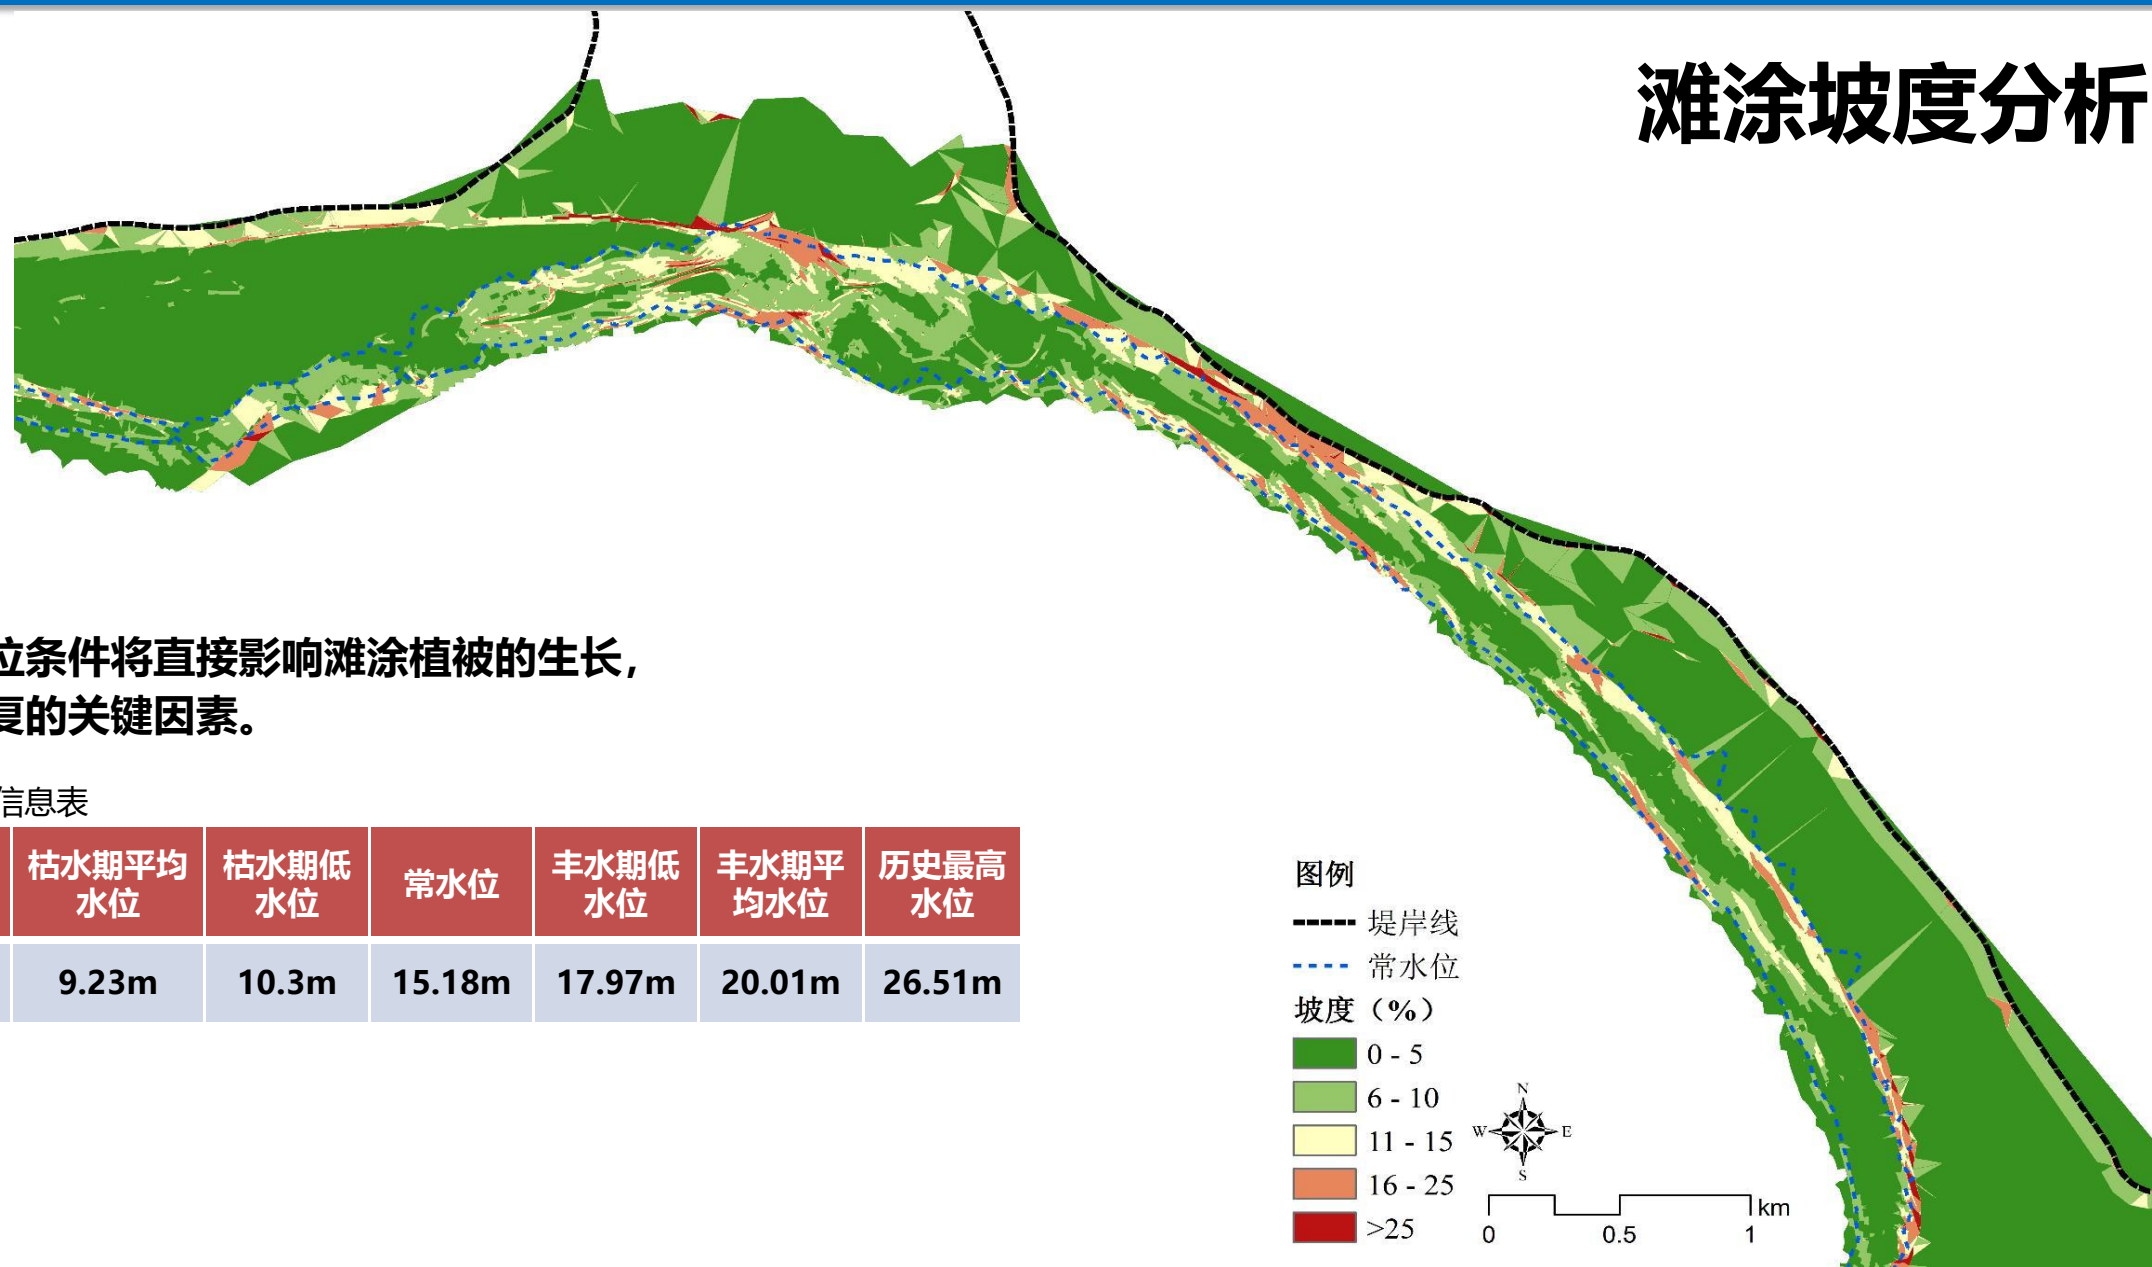 滩涂坡度分析
位条件将直接影响滩涂植被的生长，
复的关键因素。
信息表
枯水期平均水位 枯水期低水位 常水位 丰水期低水位 丰水期平均水位 历史最高水位
9.23m 10.3m 15.18m 17.97m 20.01m 26.51m
图例
堤岸线
常水位
坡度（%）
0 - 5
6 - 10
11 - 15
16 - 25
>25
N
W E
S
km
0 0.5 1